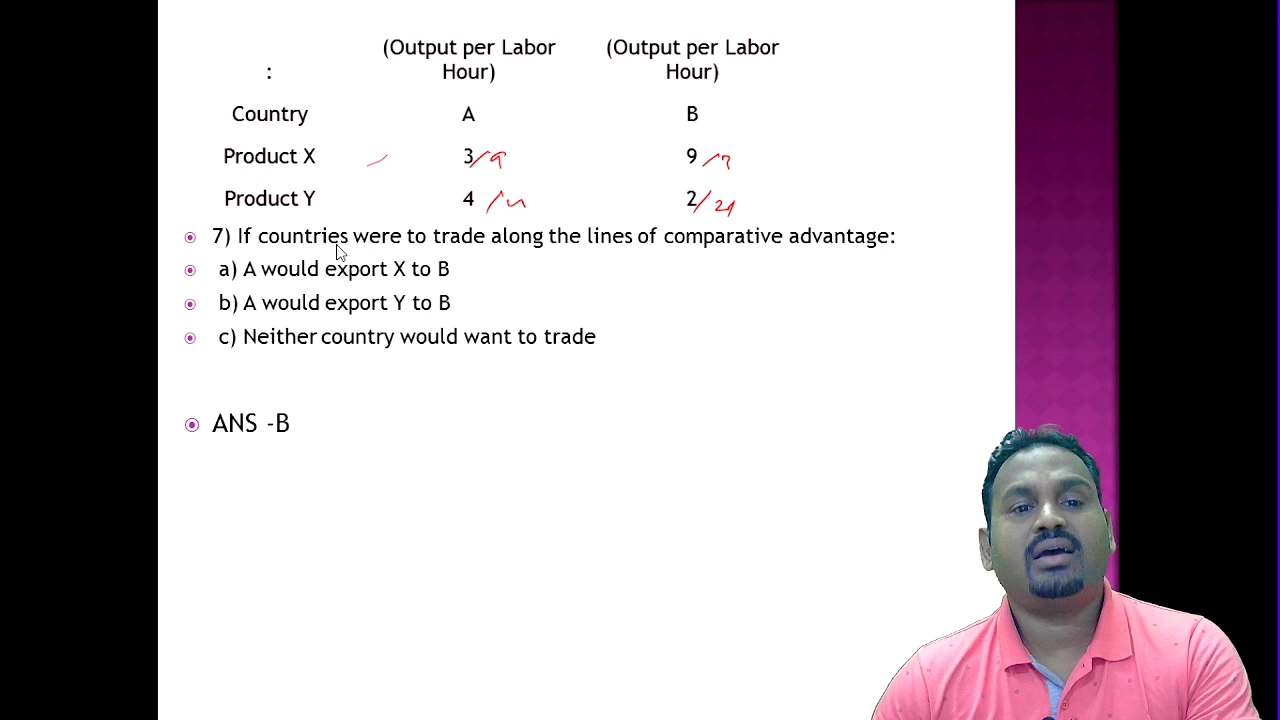 (Output per Labor Hour) (Output per Labor Hour)
:
Country A B
Product X 3/9 9
Product Y 4 2
7) If countries were to trade along the lines of comparative advantage:
a) A would export X to B
b) A would export Y to B
c) Neither country would want to trade
ANS -B